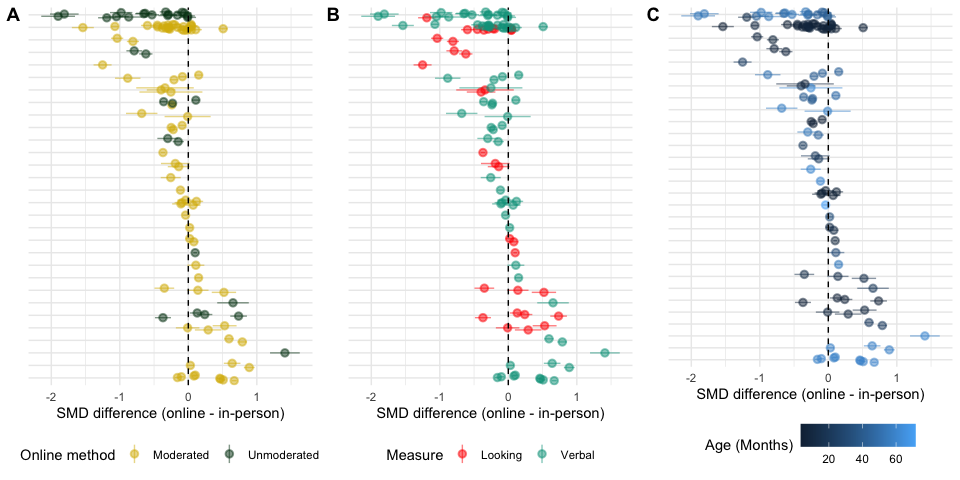 A
B
C
-2 -1 0 1
-2 -1 0 1
-2 -1 0 1
SMD difference (online - in-person)
SMD difference (online - in-person)
SMD difference (online - in-person)
Online method Moderated Unmoderated
Measure Looking Verbal
Age (Months)
20 40 60